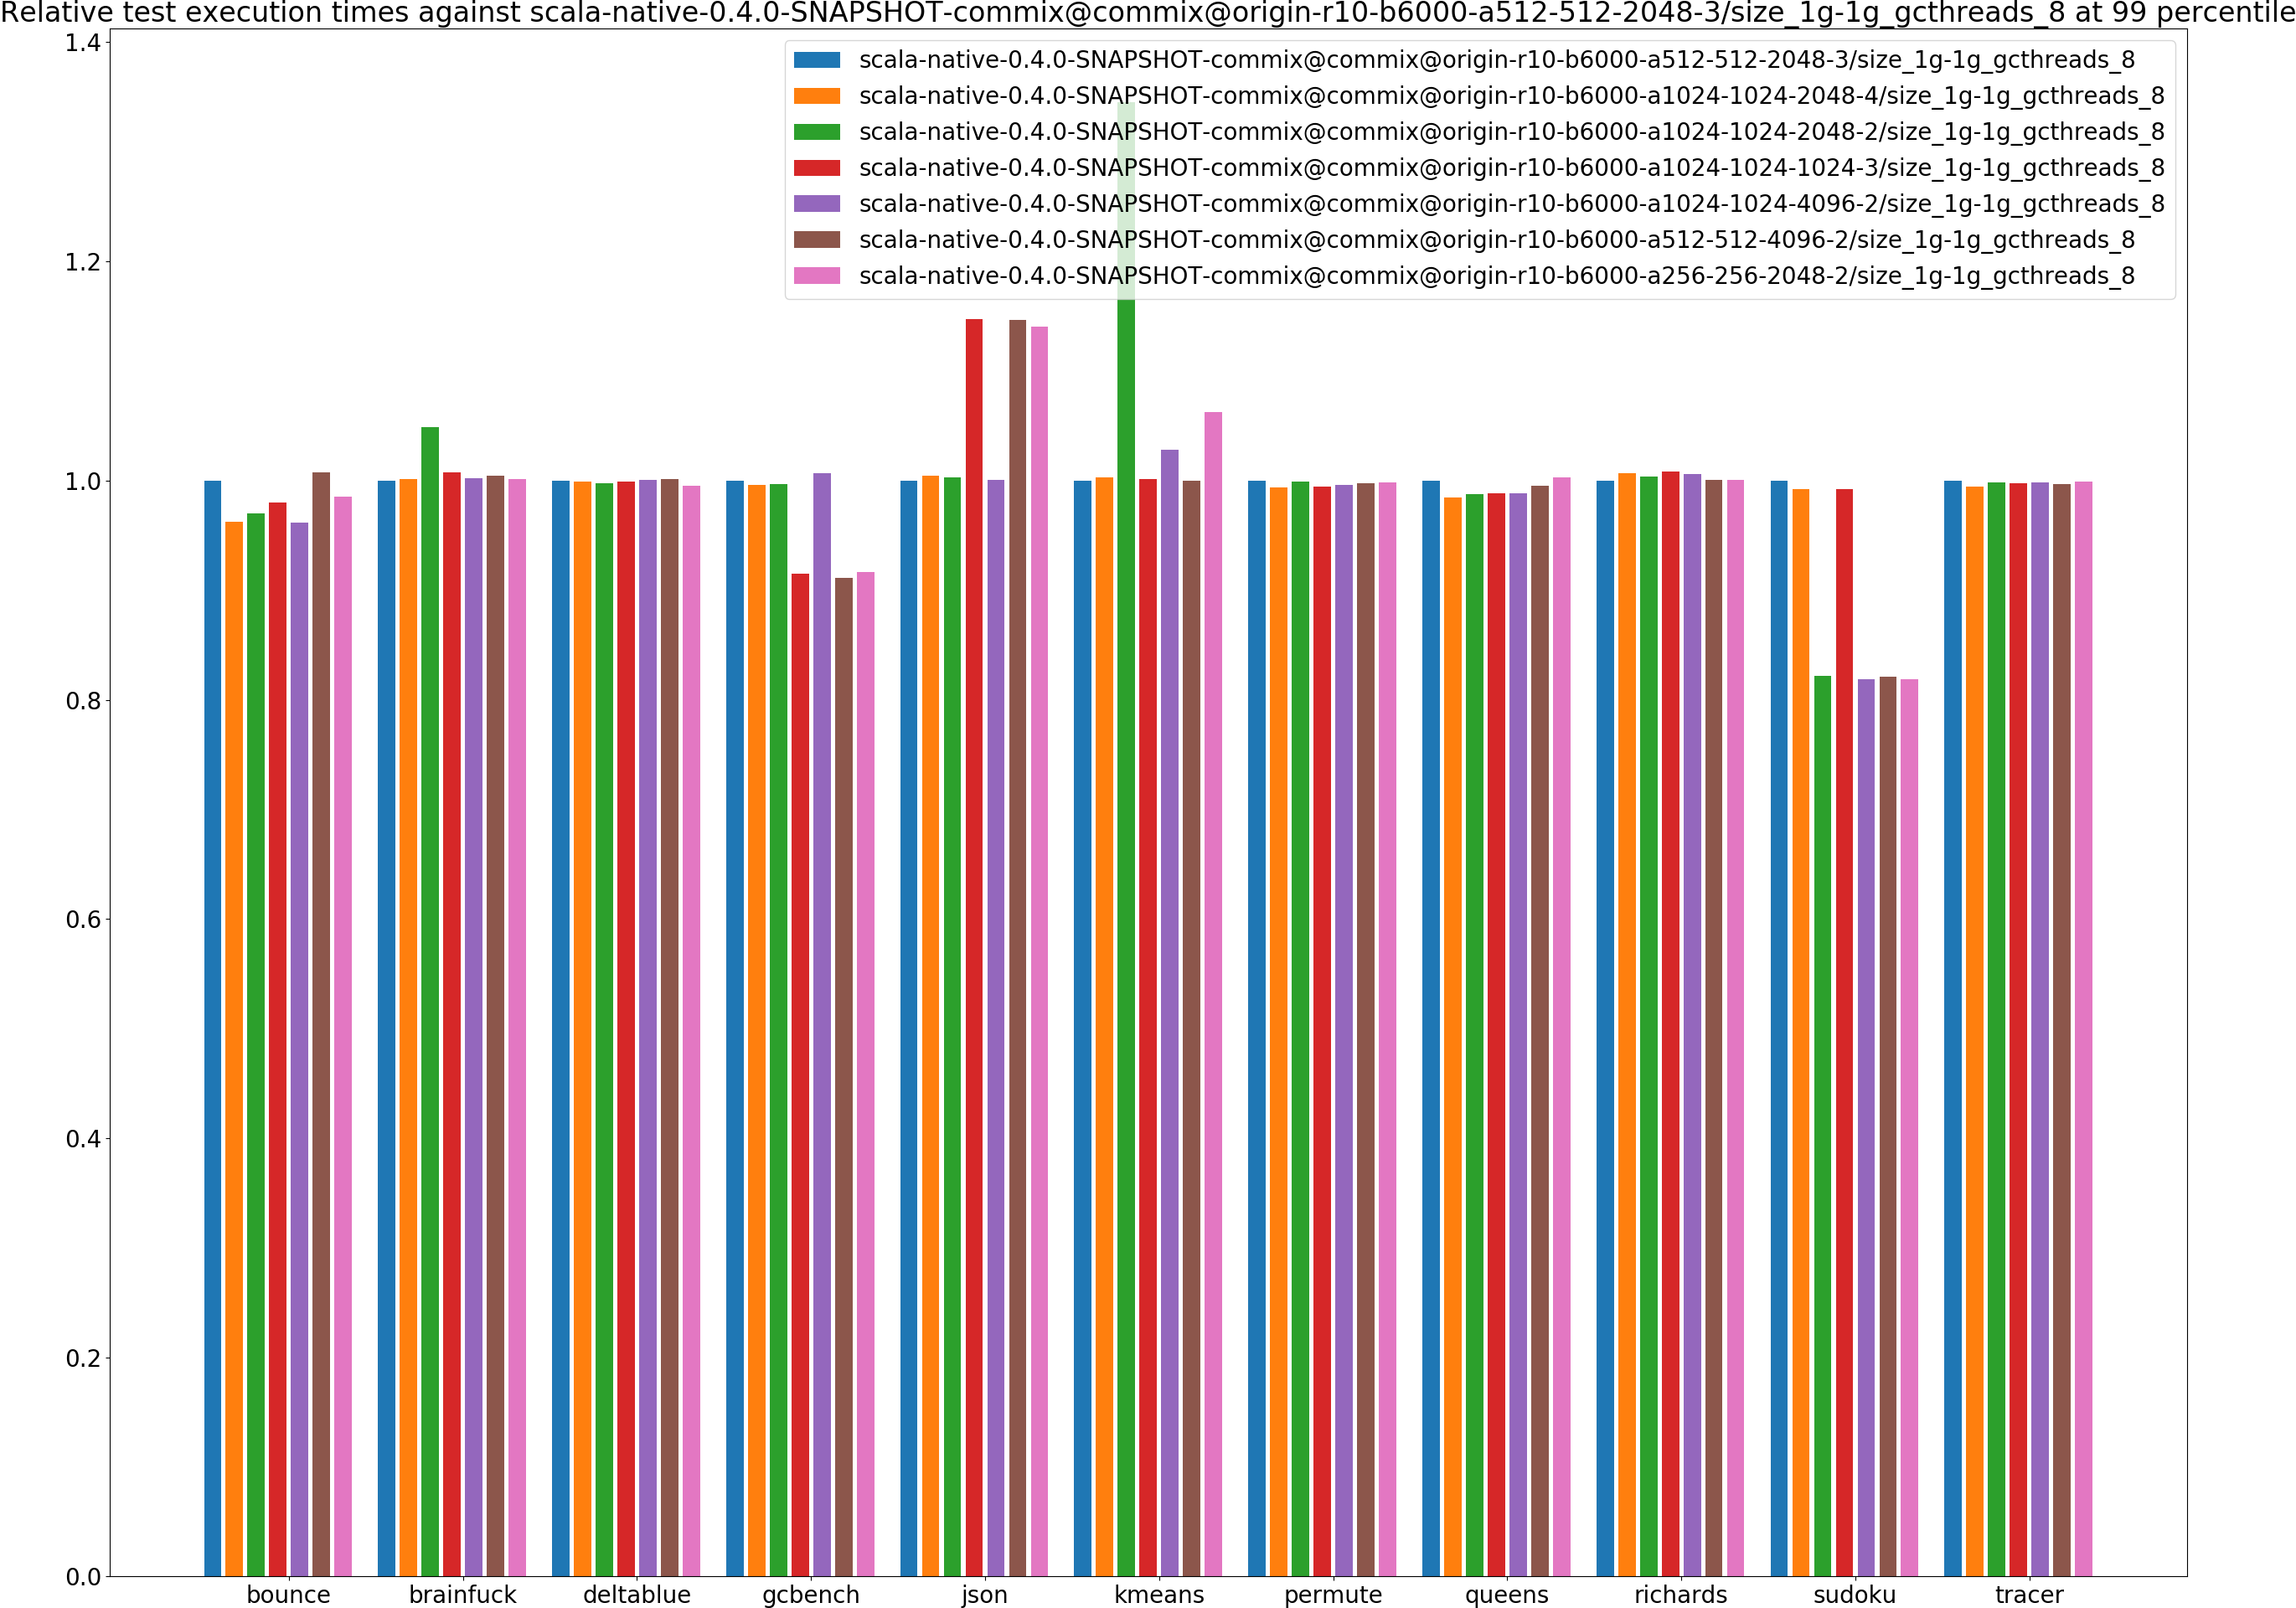 Relative test execution times against scala-native-0.4.0-SNAPSHOT-commix@commix@origin-r10-b6000-a512-512-2048-3/size_1g-1g_gcthreads_8 at 99 percentile
1.4
1.2
1.0
0.8
0.6
0.4
0.2
0.0
scala-native-0.4.0-SNAPSHOT-commix@commix@origin-r10-b6000-a512-512-2048-3/size_1g-1g_gcthreads_8
scala-native-0.4.0-SNAPSHOT-commix@commix@origin-r10-b6000-a1024-1024-2048-4/size_1g-1g_gcthreads_8
scala-native-0.4.0-SNAPSHOT-commix@commix@origin-r10-b6000-a1024-1024-2048-2/size_1g-1g_gcthreads_8
scala-native-0.4.0-SNAPSHOT-commix@commix@origin-r10-b6000-a1024-1024-1024-3/size_1g-1g_gcthreads_8
scala-native-0.4.0-SNAPSHOT-commix@commix@origin-r10-b6000-a1024-1024-4096-2/size_1g-1g_gcthreads_8
scala-native-0.4.0-SNAPSHOT-commix@commix@origin-r10-b6000-a512-512-4096-2/size_1g-1g_gcthreads_8
scala-native-0.4.0-SNAPSHOT-commix@commix@origin-r10-b6000-a256-256-2048-2/size_1g-1g_gcthreads_8
bounce brainfuck deltablue gcbench json kmeans permute queens richards sudoku tracer